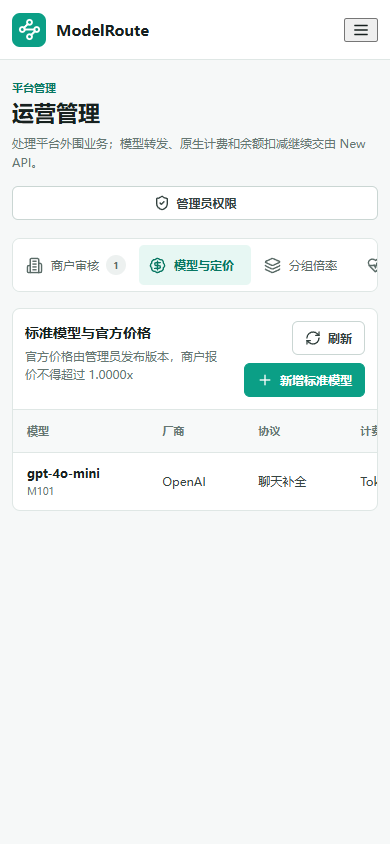 ModelRoute
平台管理
运营管理
处理平台外围业务；模型转发、原生计费和余额扣减继续交由 New
API。
管理员权限
商户审核 1 模型与定价 分组倍率
标准模型与官方价格
官方价格由管理员发布版本，商户报
价不得超过 1.0000x
刷新
新增标准模型
模型 厂商 协议 计费
gpt-4o-mini OpenAI 聊天补全 Tok
M101